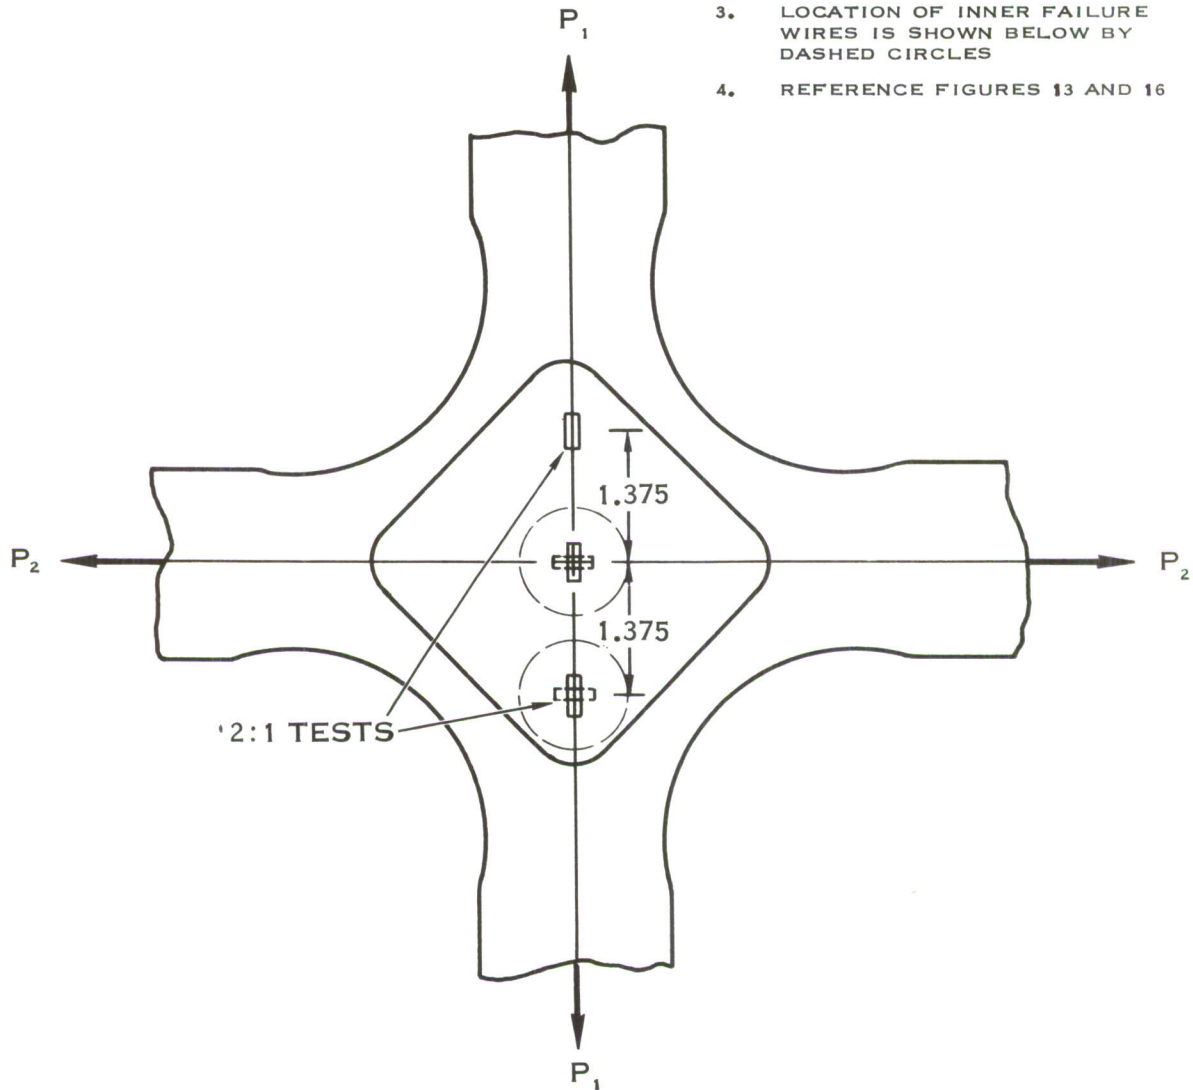 P₁
3. LOCATION OF INNER FAILURE
WIRES IS SHOWN BELOW BY
DASHED CIRCLES
4. REFERENCE FIGURES 13 AND 16
1.375
P₂
P₂
1.375
'2:1 TESTS
P₁